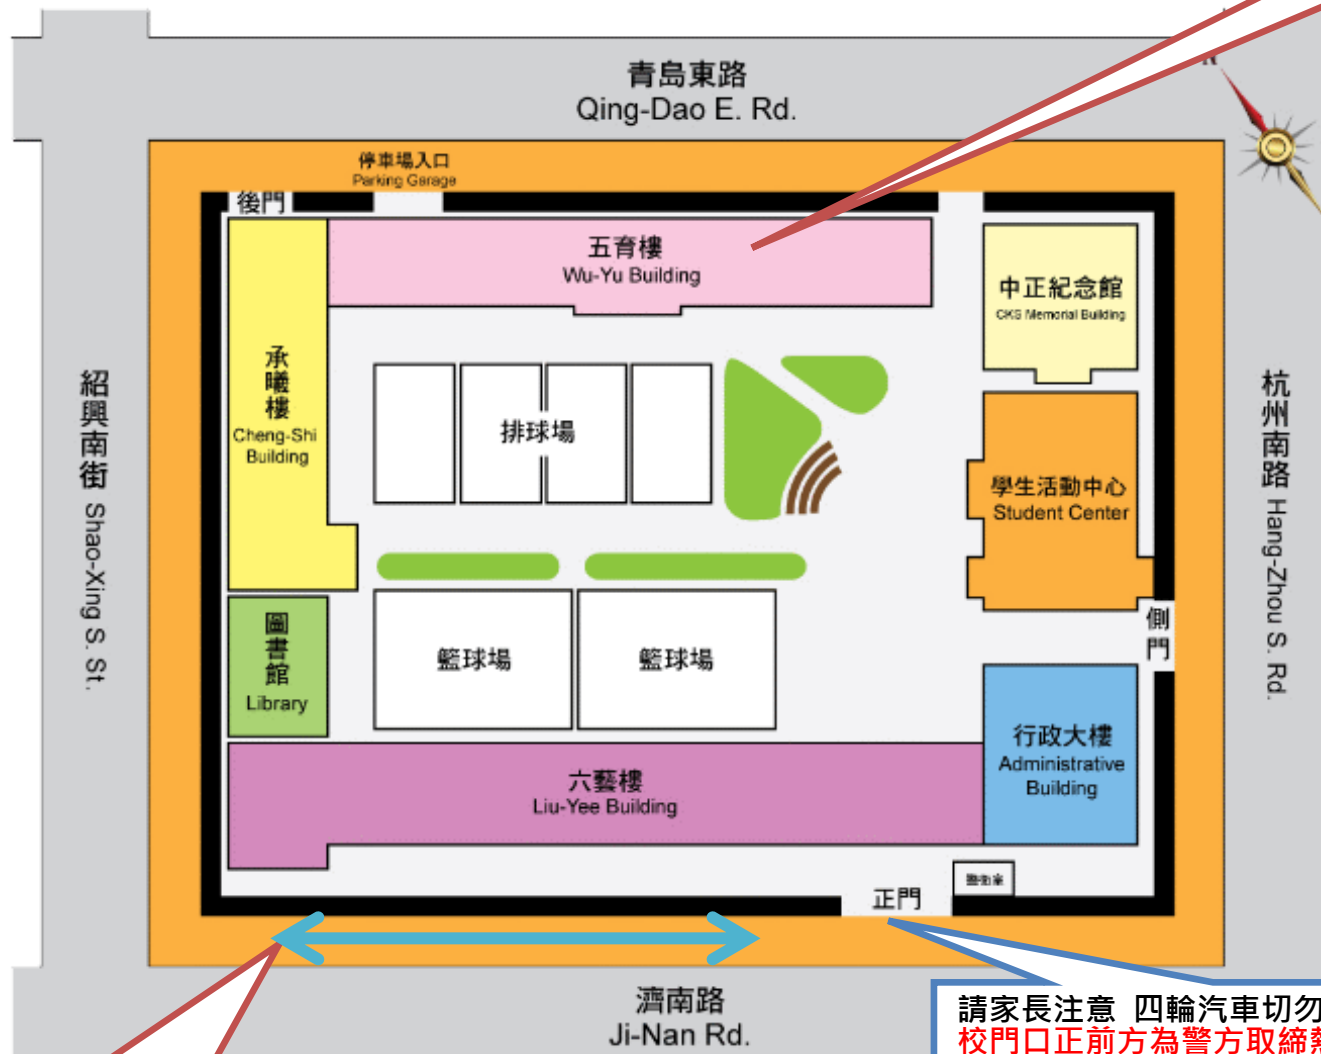 青島東路
Qing-Dao E. Rd.
停車場入口
Parking Garage
後門
五育樓
Wu-Yu Building
中正紀念館
CKS Memorial Building
承曦樓
Cheng-Shi
Building
排球場
學生活動中心
Student Center
紹興南街 Shao-Xing S. St.
杭州南路 Hang-Zhou S. Rd.
圖書館
Library
籃球場
籃球場
側門
行政大樓
Administrative
Building
六藝樓
Liu-Yee Building
警衛室
正門
濟南路
Ji-Nan Rd.
請家長注意 四輪汽車切勿
校門口正前方為警方取締